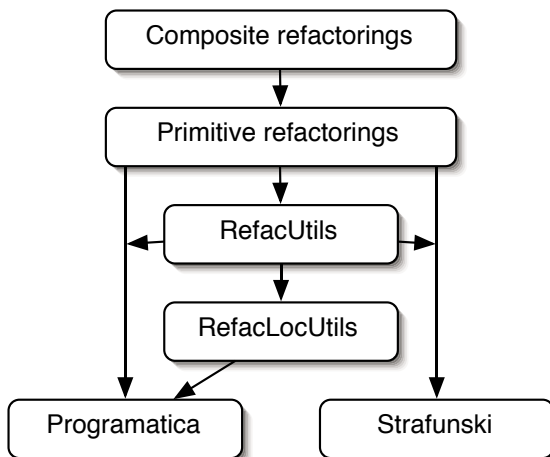 Composite refactorings
Primitive refactorings
RefacUtils
RefacLocUtils
Programatica
Strafunski